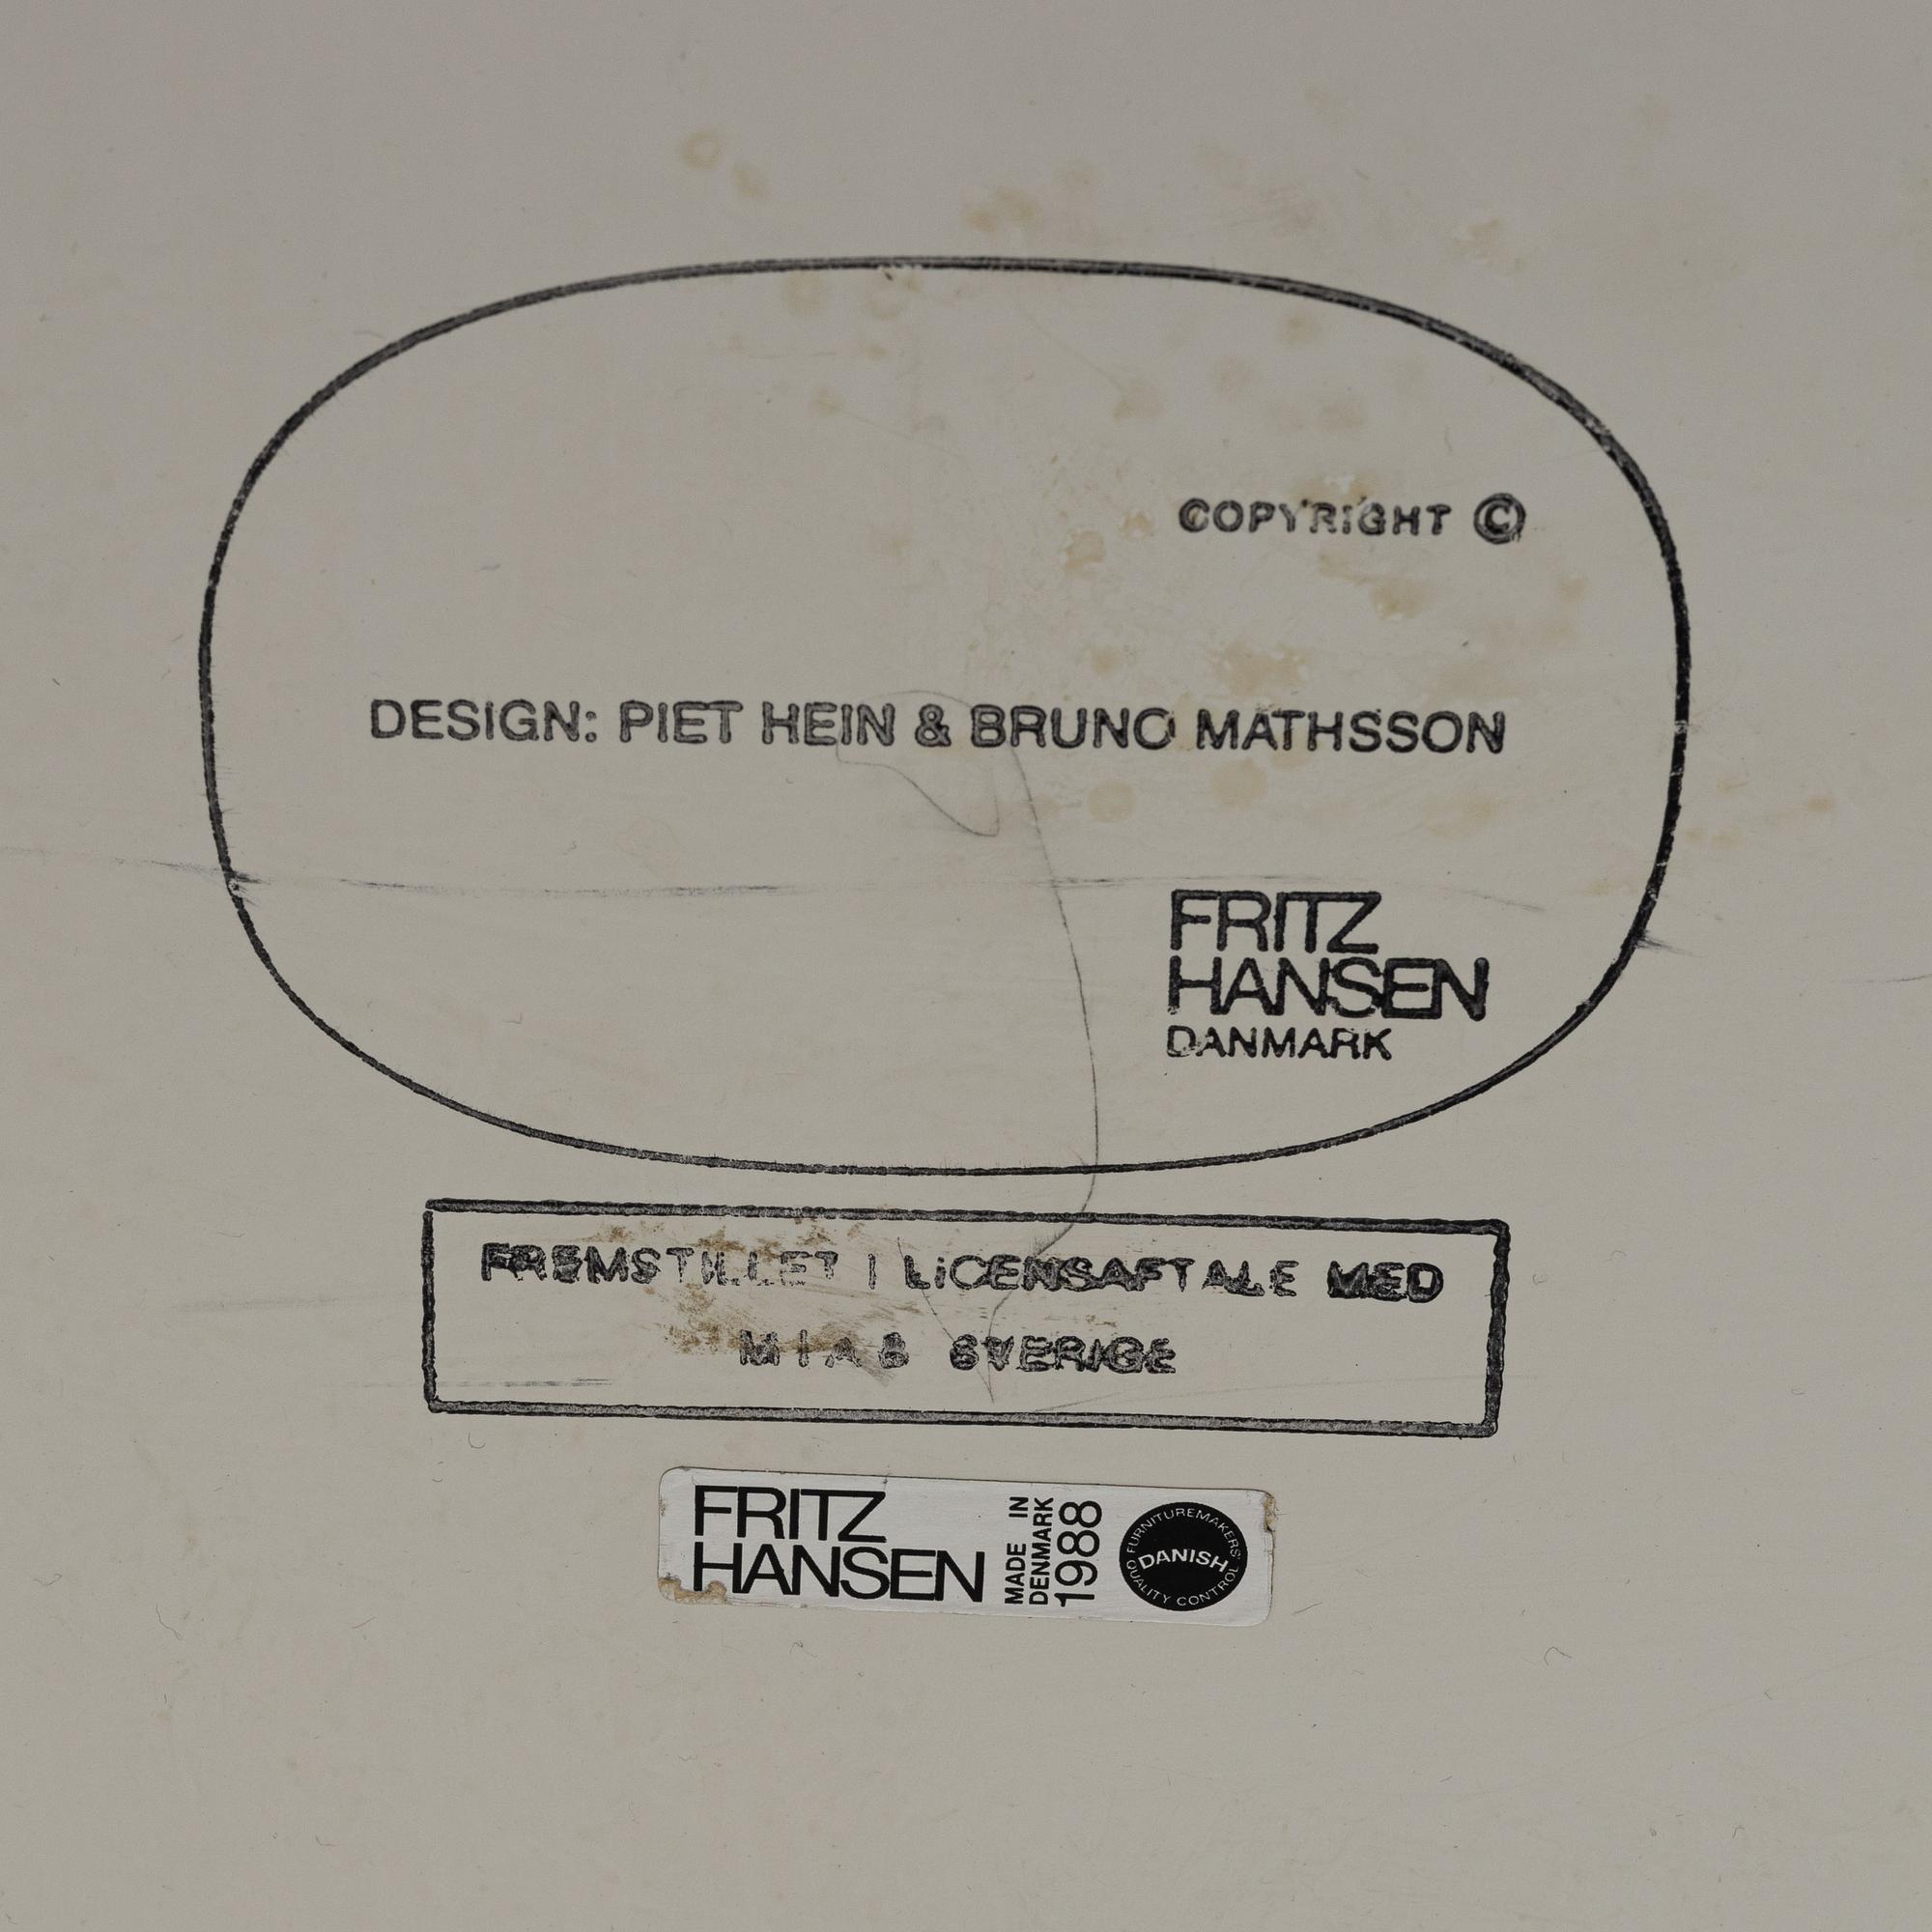 COPYRIGHT ©
DESIGN: PIET HEIN & BRUNO MATHSSON
FRITZ
HANSEN
DANMARK
FREMSTILLET I LICENSAFTALE MED
SVERIGE
FRITZ
HANSEN
MADE IN
DENMARK
1988
FURNITUREMAKERS'
DANISH
QUALITY CONTROL